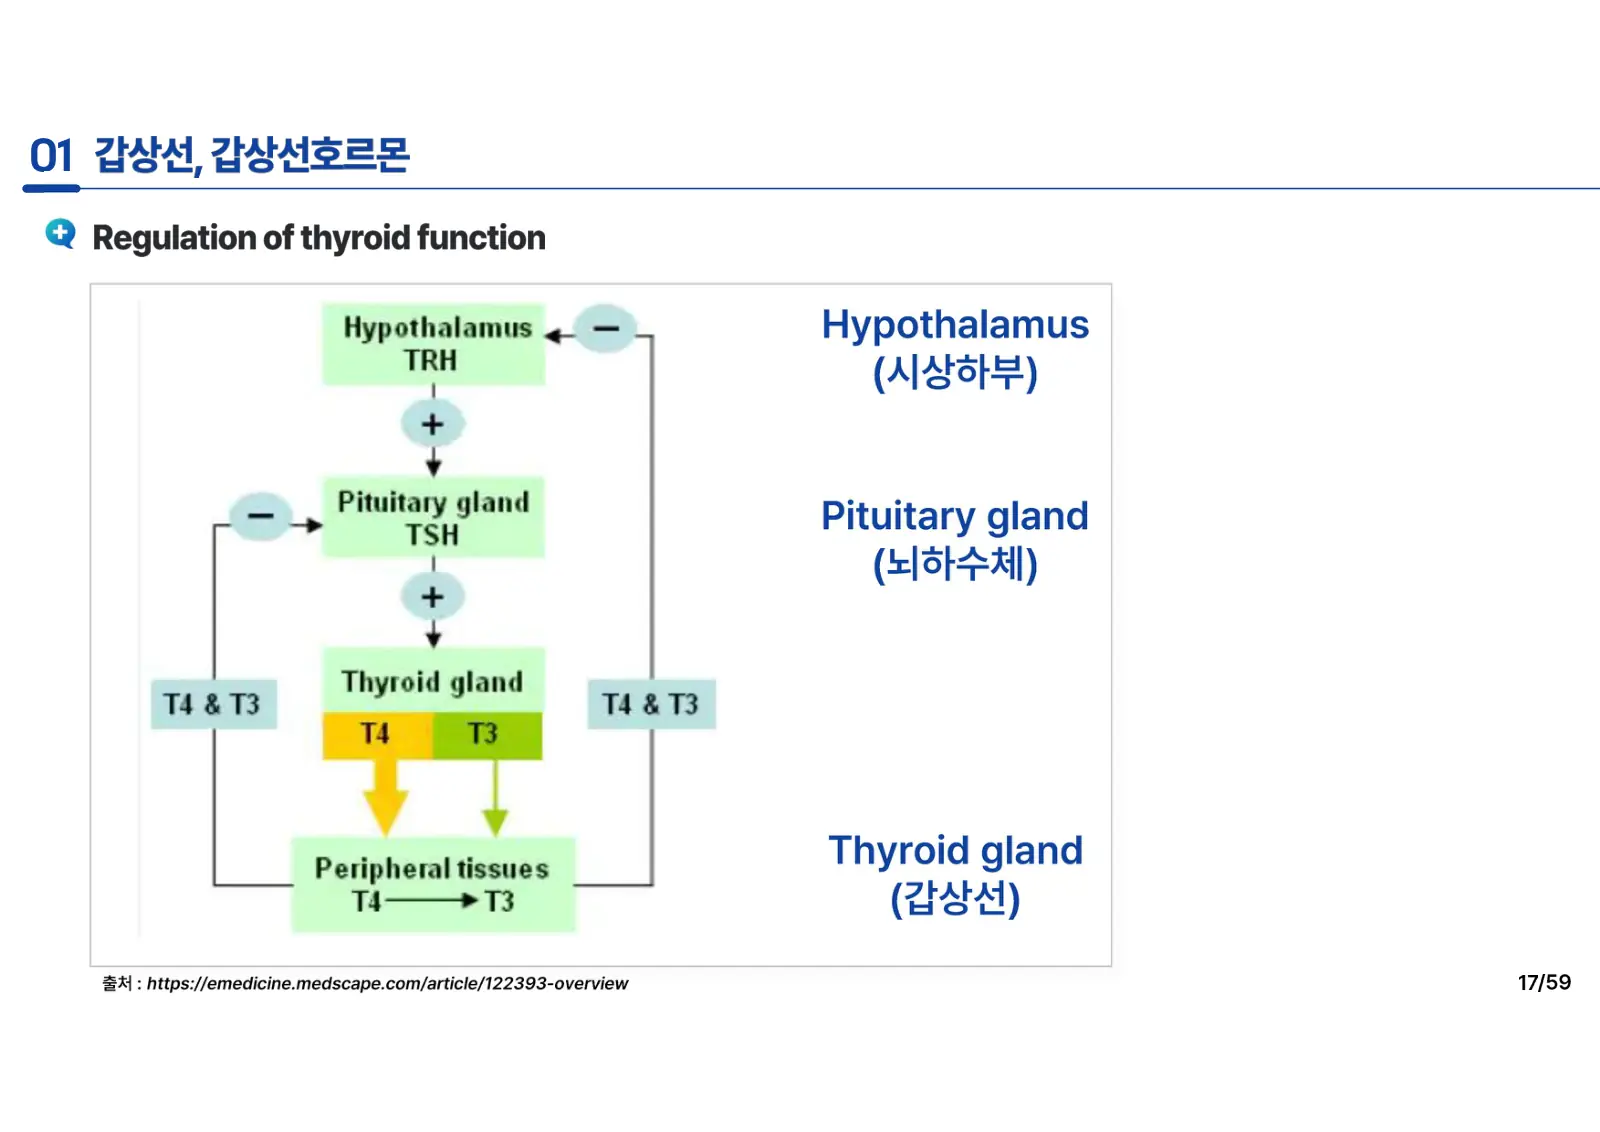 01 갑상선, 갑상선호르몬
Regulation of thyroid function
Hypothalamus
TRH
−
+
Pituitary gland
TSH
−
+
Thyroid gland
T4 T3
T4 & T3
T4 & T3
Peripheral tissues
T4 → T3
Hypothalamus
(시상하부)
Pituitary gland
(뇌하수체)
Thyroid gland
(갑상선)
출처 : https://emedicine.medscape.com/article/122393-overview
17/59